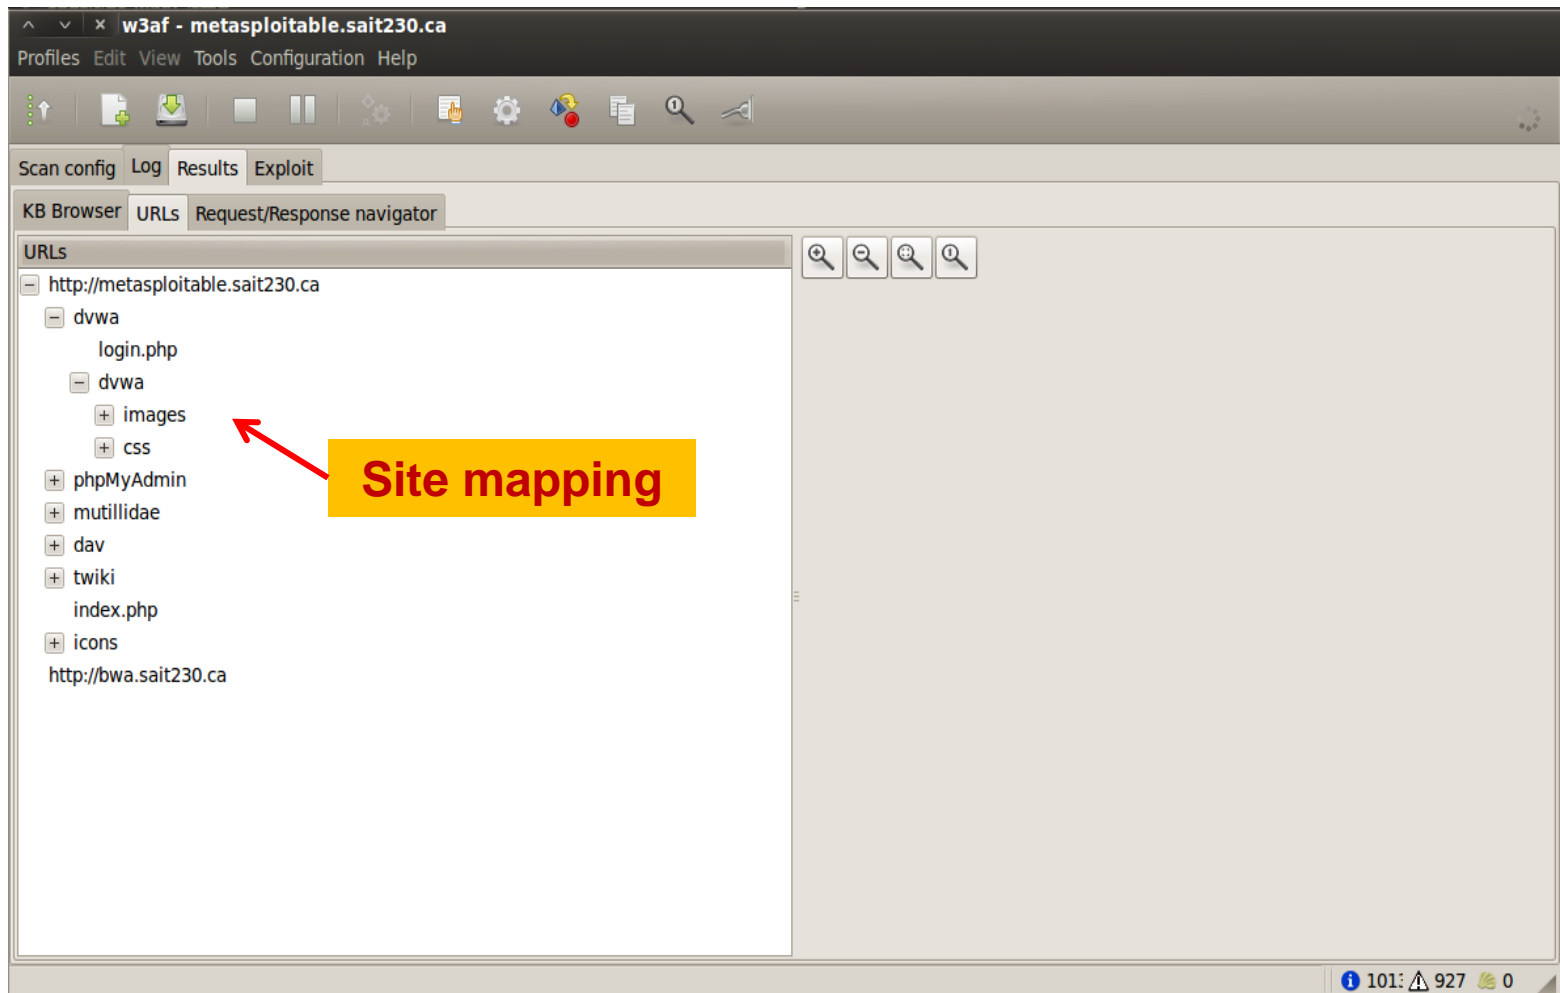 w3af - metasploitable.sait230.ca
Profiles Edit View Tools Configuration Help
Scan config Log Results Exploit
KB Browser URLs Request/Response navigator
URLs
http://metasploitable.sait230.ca
dvwa
login.php
dvwa
images
css
Site mapping
phpMyAdmin
mutillidae
dav
twiki
index.php
icons
http://bwa.sait230.ca
927 0